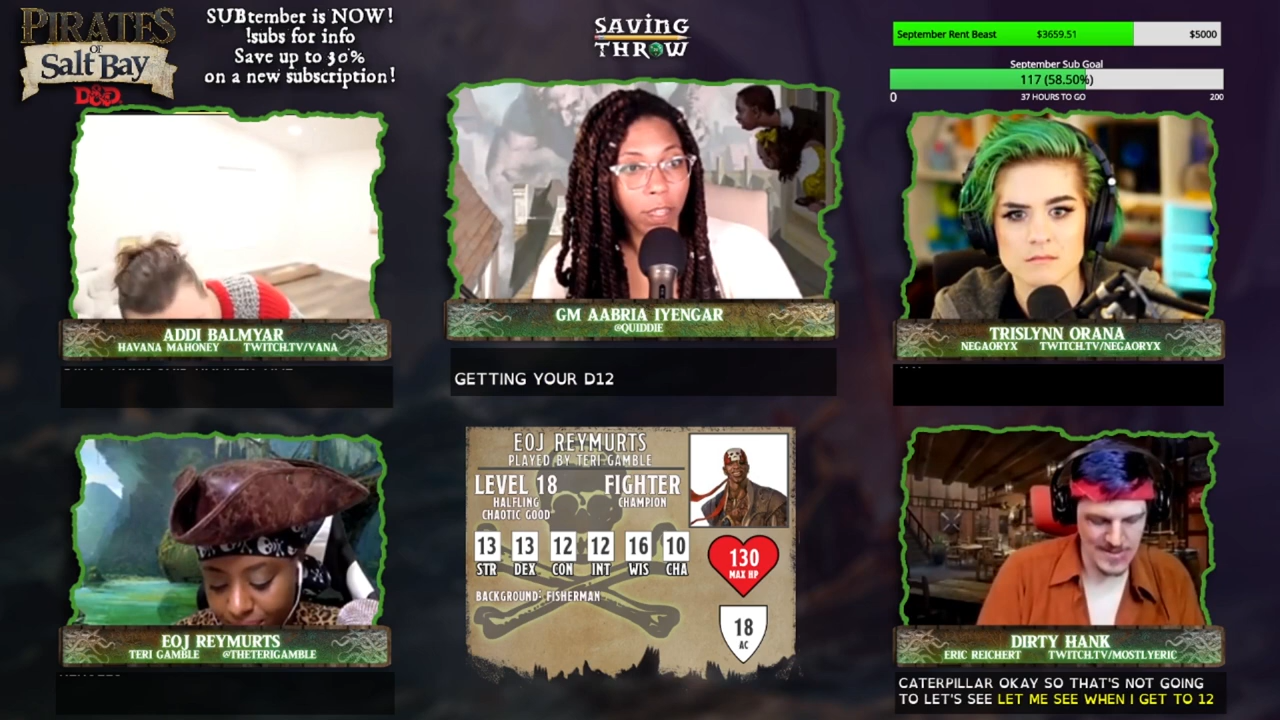 PIRATES
OF
Salt Bay
D&D
SUBtember is NOW!
!subs for info
Save up to 30%
on a new subscription!
SAVING
THROW
September Rent Beast $3659.51 $5000
September Sub Goal
117 (58.50%)
0 37 HOURS TO GO 200
ADDI BALMYAR
HAVANA MAHONEY TWITCH.TV/VANA
GM AABRIA IYENGAR
@QUIDDIE
GETTING YOUR D12
TRISLYNN ORANA
NEGAORYX TWITCH.TV/NEGAORYX
EOJ REYMURTS
PLAYED BY TERI GAMBLE
LEVEL 18 FIGHTER
HALFLING CHAMPION
CHAOTIC GOOD
13 13 12 12 16 10
STR DEX CON INT WIS CHA
130
MAX HP
BACKGROUND: FISHERMAN
18
AC
EOJ REYMURTS
TERI GAMBLE @THETERIGAMBLE
DIRTY HANK
ERIC REICHERT TWITCH.TV/MOSTLYERIC
CATERPILLAR OKAY SO THAT'S NOT GOING
TO LET'S SEE LET ME SEE WHEN I GET TO 12